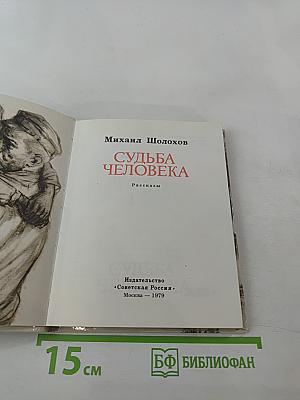 Михаил Шолохов
СУДЬБА
ЧЕЛОВЕКА
Рассказы
Издательство
«Советская Россия»
Москва — 1979
15 см
БФ БИБЛИОФАН